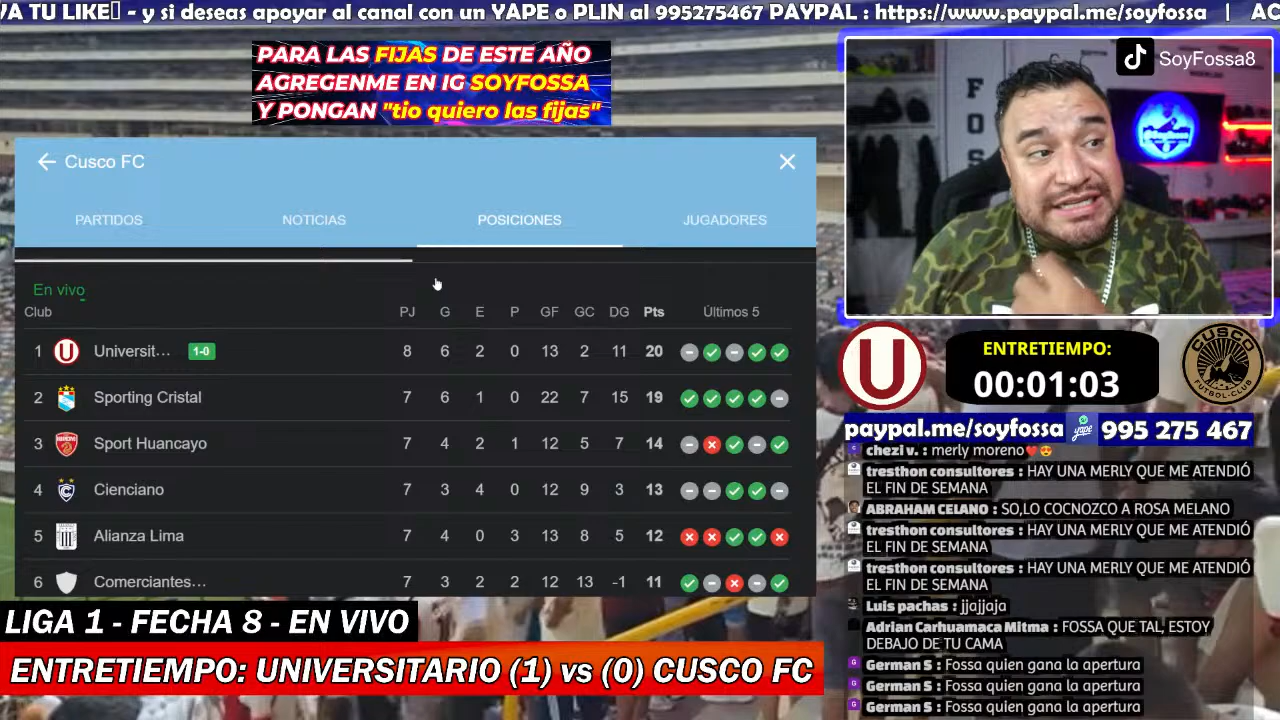 VA TU LIKE - y si deseas apoyar al canal con un YAPE o PLIN al 995275467 PAYPAL : https://www.paypal.me/soyfossa | AC
PARA LAS FIJAS DE ESTE AÑO
AGREGENME EN IG SOYFOSSA
Y PONGAN "tio quiero las fijas"
SoyFossa8
FOS
Cusco FC
PARTIDOS NOTICIAS POSICIONES JUGADORES
En vivo
Club PJ G E P GF GC DG Pts Últimos 5
1 Universit... 1-0 8 6 2 0 13 2 11 20
2 Sporting Cristal 7 6 1 0 22 7 15 19
3 Sport Huancayo 7 4 2 1 12 5 7 14
4 Cienciano 7 3 4 0 12 9 3 13
5 Alianza Lima 7 4 0 3 13 8 5 12
6 Comerciantes... 7 3 2 2 12 13 -1 11
U
ENTRETIEMPO:
00:01:03
CUSCO
FUTBOL-CLUB
paypal.me/soyfossa yape 995 275 467
chezi v. : merly moreno❤️😍
tresthon consultores : HAY UNA MERLY QUE ME ATENDIÓ
EL FIN DE SEMANA
ABRAHAM CELANO : SO,LO COCNOZCO A ROSA MELANO
tresthon consultores : HAY UNA MERLY QUE ME ATENDIÓ
EL FIN DE SEMANA
tresthon consultores : HAY UNA MERLY QUE ME ATENDIÓ
EL FIN DE SEMANA
Luis pachas : jjajjaja
Adrian Carhuamaca Mitma : FOSSA QUE TAL, ESTOY
DEBAJO DE TU CAMA
German S : Fossa quien gana la apertura
German S : Fossa quien gana la apertura
German S : Fossa quien gana la apertura
LIGA 1 - FECHA 8 - EN VIVO
ENTRETIEMPO: UNIVERSITARIO (1) vs (0) CUSCO FC